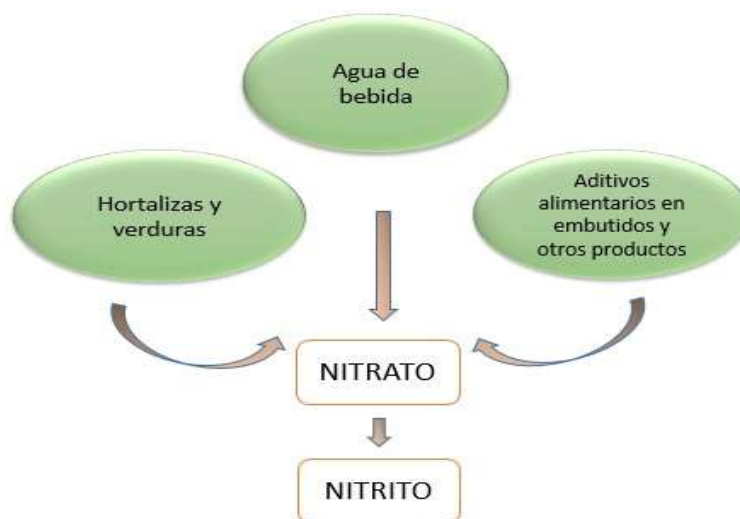 Agua de
bebida
Hortalizas y
verduras
Aditivos
alimentarios en
embutidos y
otros productos
NITRATO
NITRITO